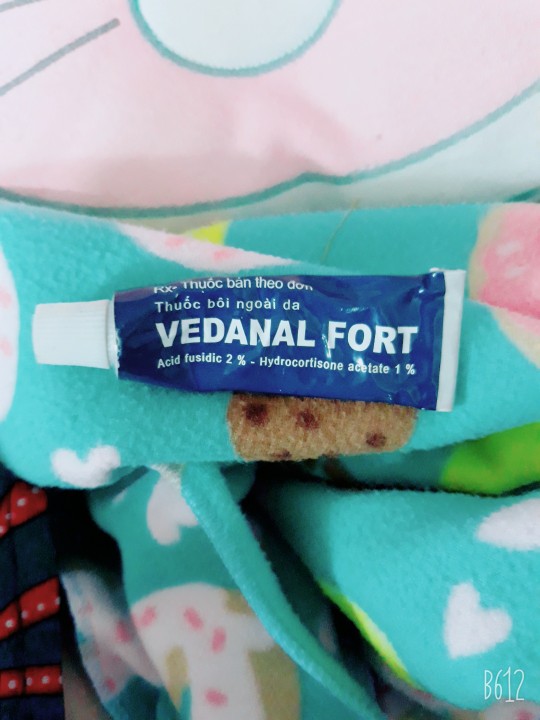 Rx- Thuốc bán theo đơn
Thuốc bôi ngoài da
VEDANAL FORT
Acid fusidic 2 % - Hydrocortisone acetate 1 %
B612